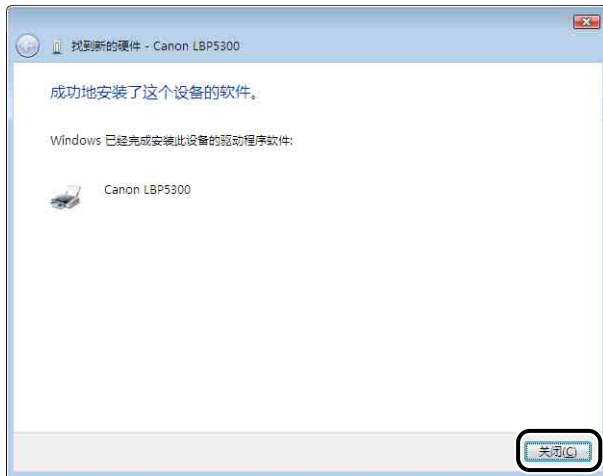 找到新的硬件 - Canon LBP5300
成功地安装了这个设备的软件。
Windows 已经完成安装此设备的驱动程序软件:
Canon LBP5300
关闭(C)